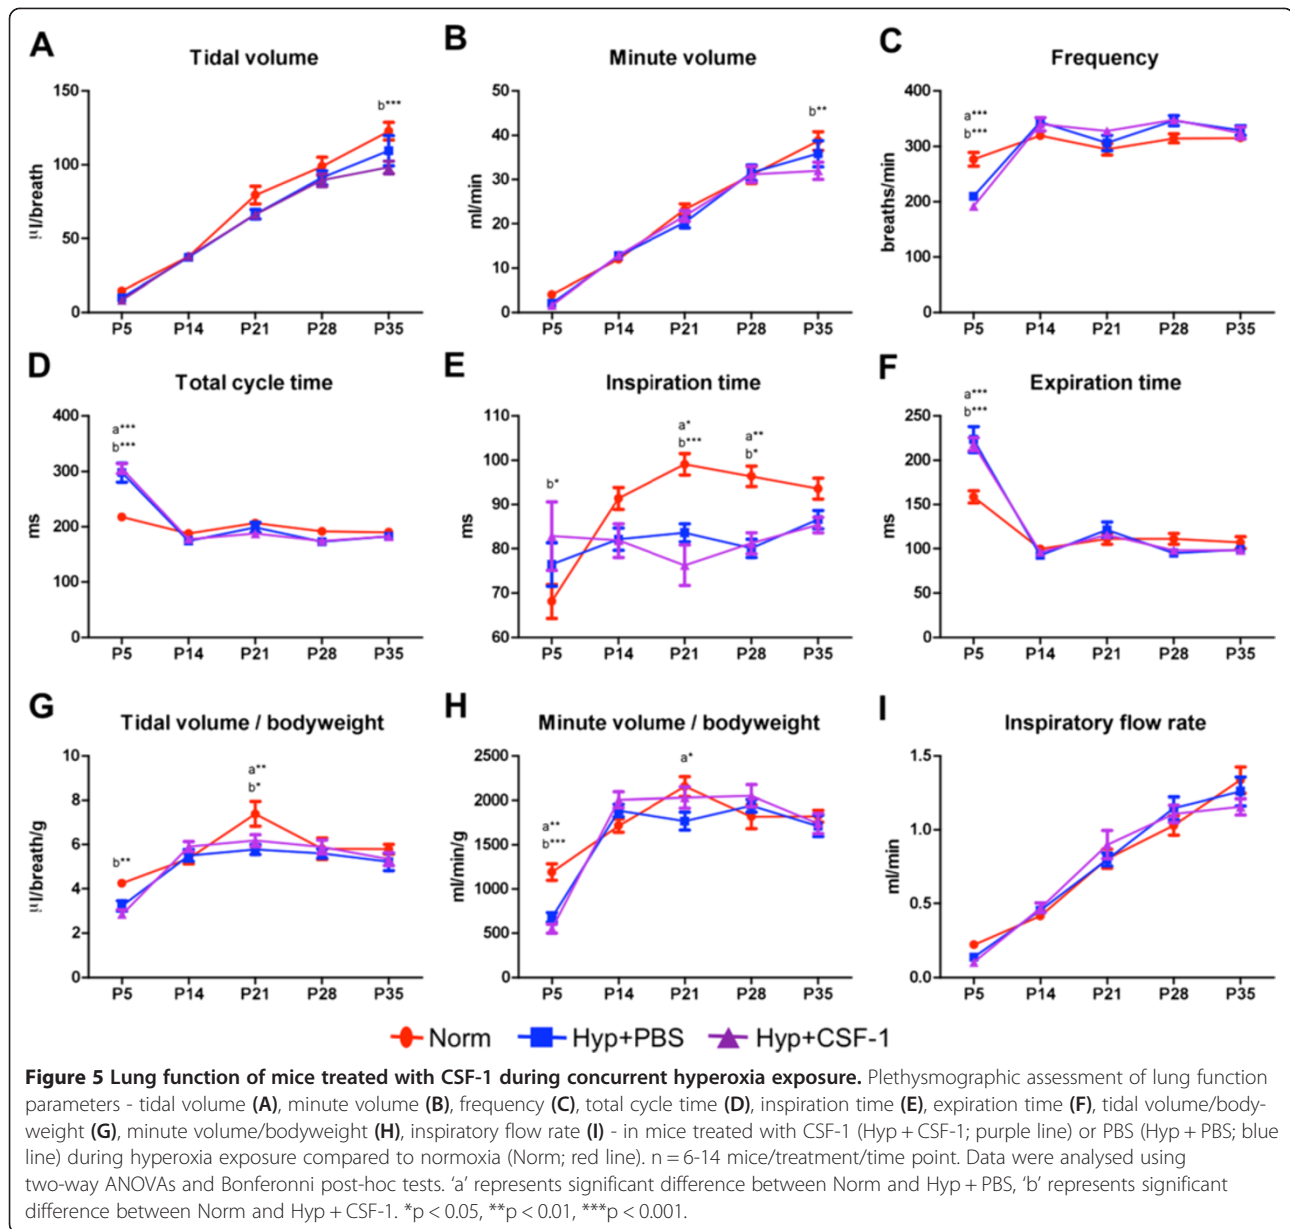 A
Tidal volume
150
100
50
0
µl/breath
b***
P5 P14 P21 P28 P35
B
Minute volume
50
40
30
20
10
0
ml/min
b**
P5 P14 P21 P28 P35
C
Frequency
400
300
200
100
0
breaths/min
a***
b***
P5 P14 P21 P28 P35
D
Total cycle time
400
300
200
100
0
ms
a***
b***
P5 P14 P21 P28 P35
E
Inspiration time
110
100
90
80
70
60
ms
b*
a*
b***
a**
b*
P5 P14 P21 P28 P35
F
Expiration time
250
200
150
100
50
0
ms
a***
b***
P5 P14 P21 P28 P35
G
Tidal volume / bodyweight
10
8
6
4
2
0
µl/breath/g
b**
a**
b*
P5 P14 P21 P28 P35
H
Minute volume / bodyweight
2500
2000
1500
1000
500
0
ml/min/g
a**
b***
a*
P5 P14 P21 P28 P35
I
Inspiratory flow rate
1.5
1.0
0.5
0.0
ml/min
P5 P14 P21 P28 P35
Norm Hyp+PBS Hyp+CSF-1
Figure 5 Lung function of mice treated with CSF-1 during concurrent hyperoxia exposure. Plethysmographic assessment of lung function
parameters - tidal volume (A), minute volume (B), frequency (C), total cycle time (D), inspiration time (E), expiration time (F), tidal volume/body-
weight (G), minute volume/bodyweight (H), inspiratory flow rate (I) - in mice treated with CSF-1 (Hyp + CSF-1; purple line) or PBS (Hyp + PBS; blue
line) during hyperoxia exposure compared to normoxia (Norm; red line). n = 6-14 mice/treatment/time point. Data were analysed using
two-way ANOVAs and Bonferonni post-hoc tests. ‘a’ represents significant difference between Norm and Hyp + PBS, ‘b’ represents significant
difference between Norm and Hyp + CSF-1. *p < 0.05, **p < 0.01, ***p < 0.001.